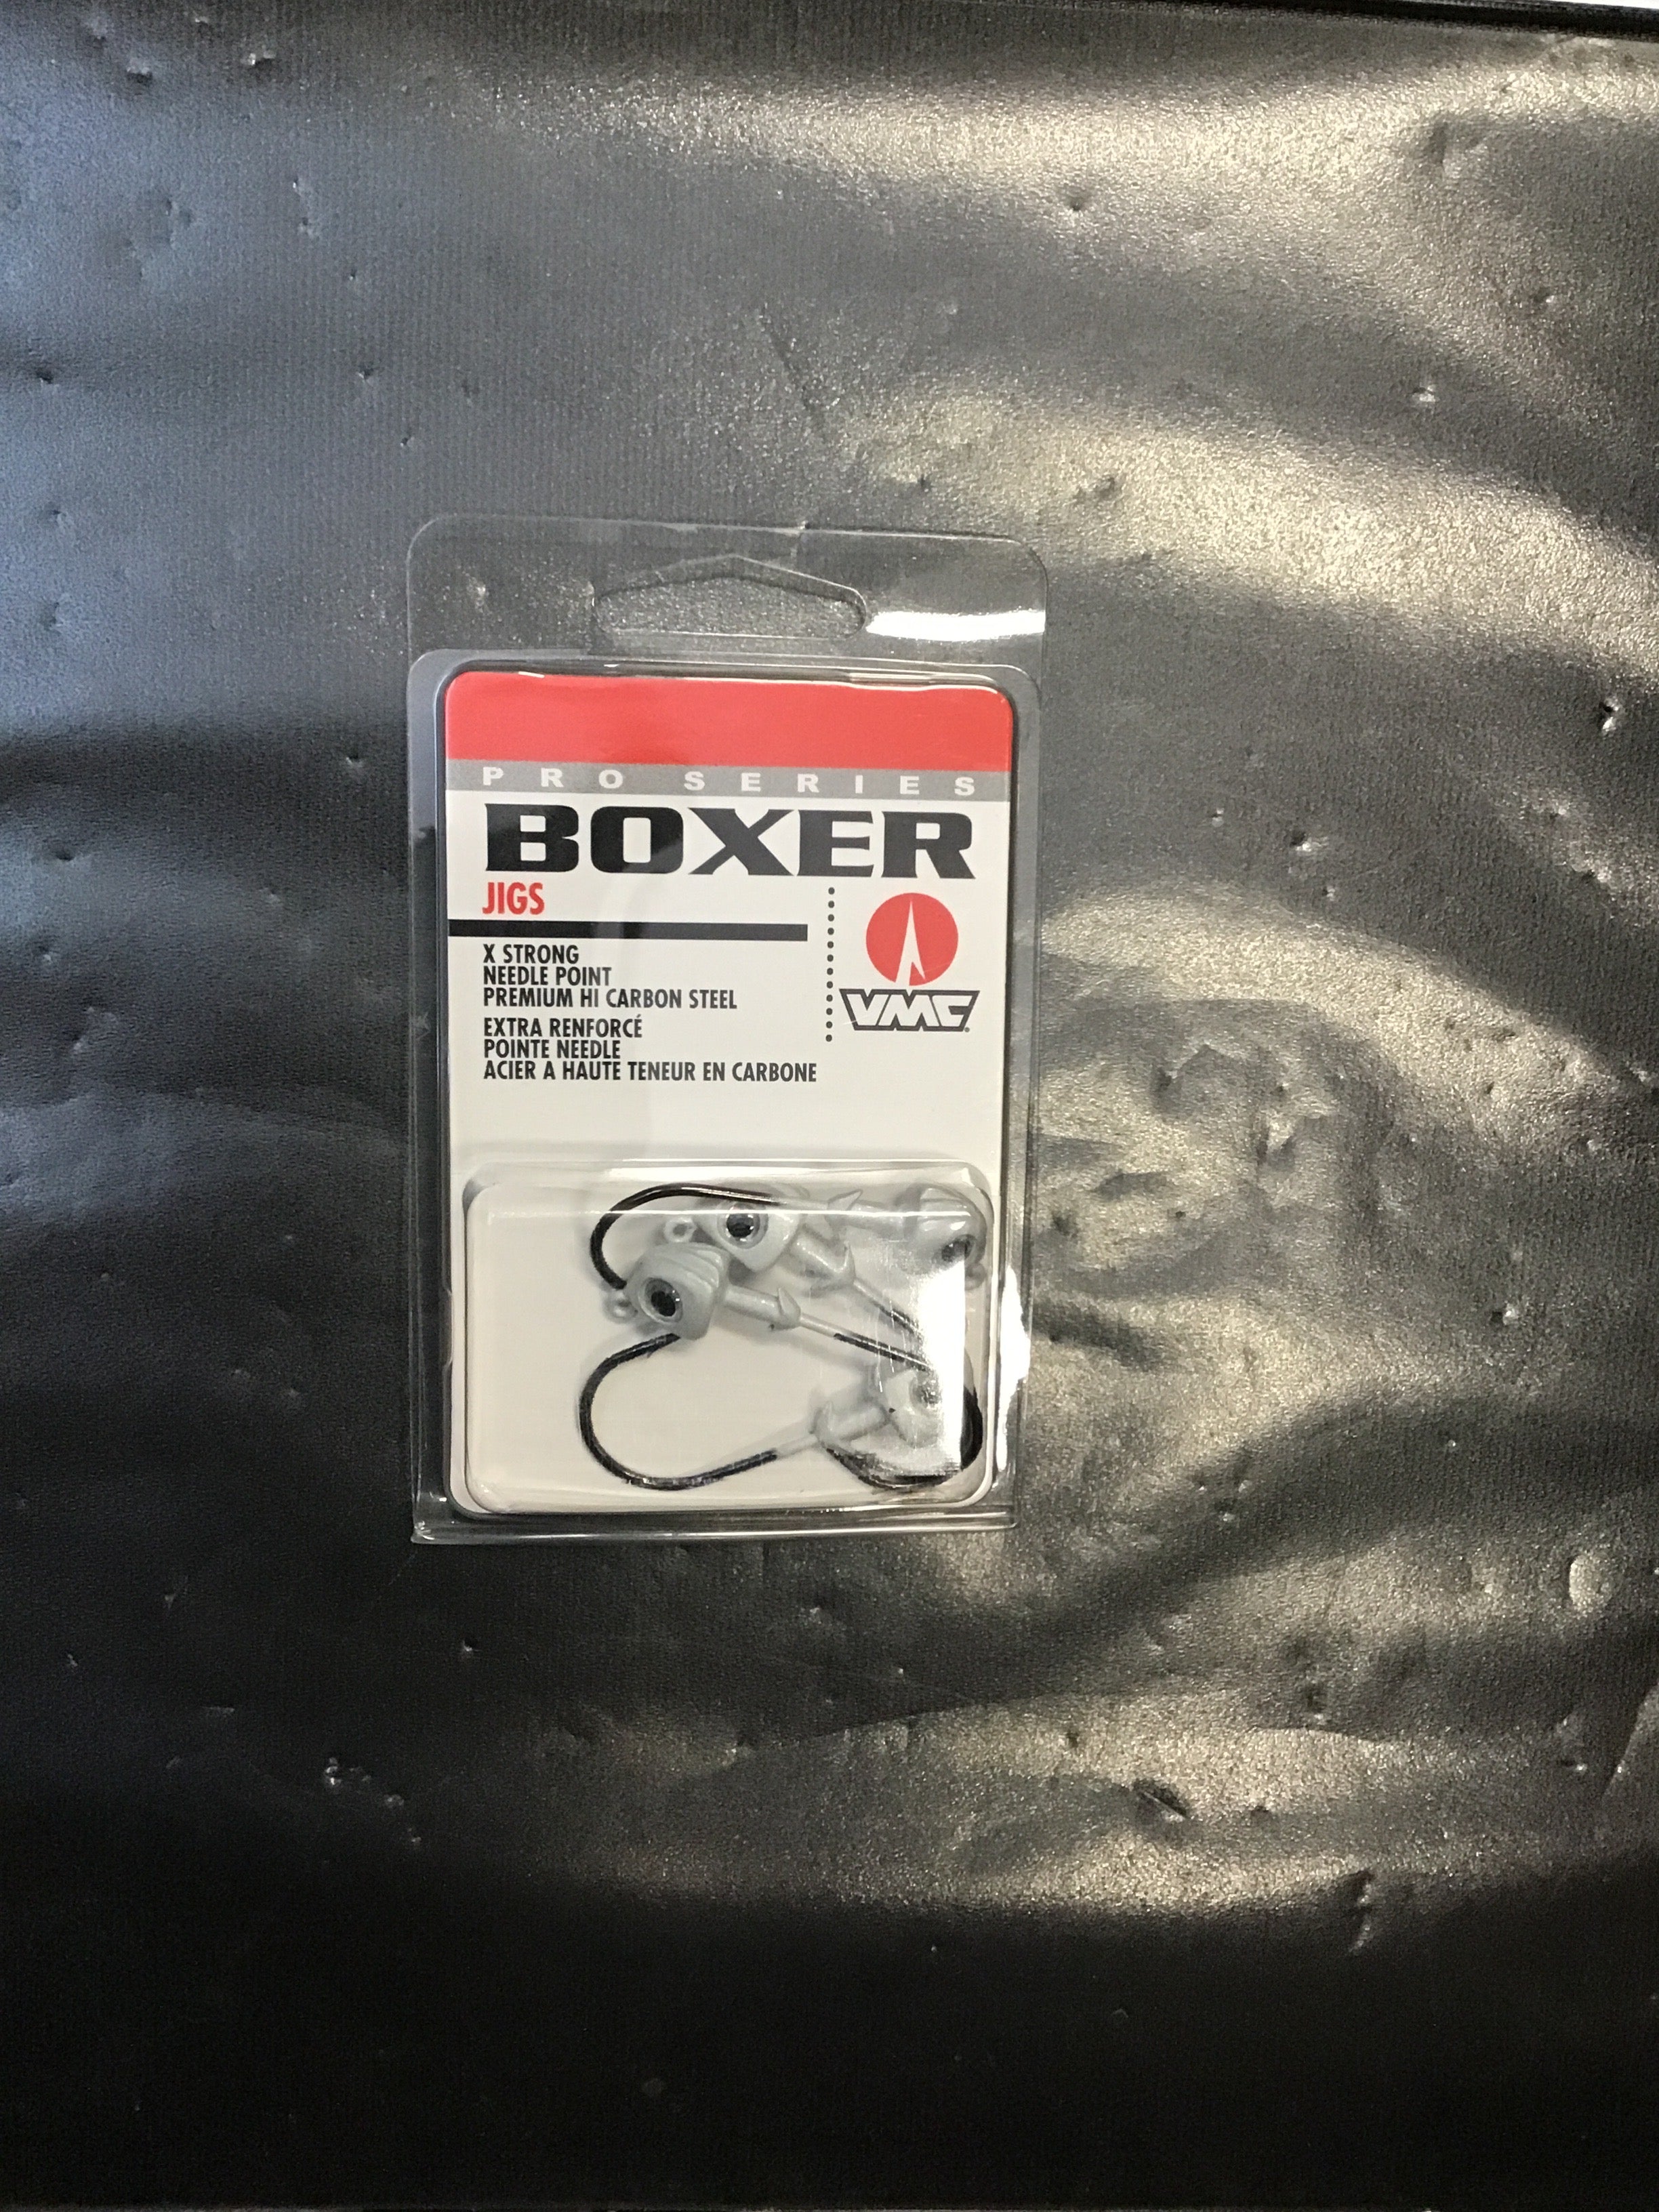 PRO SERIES
BOXER
JIGS
X STRONG
NEEDLE POINT
PREMIUM HI CARBON STEEL
EXTRA RENFORCÉ
POINTE NEEDLE
ACIER A HAUTE TENEUR EN CARBONE
VMC